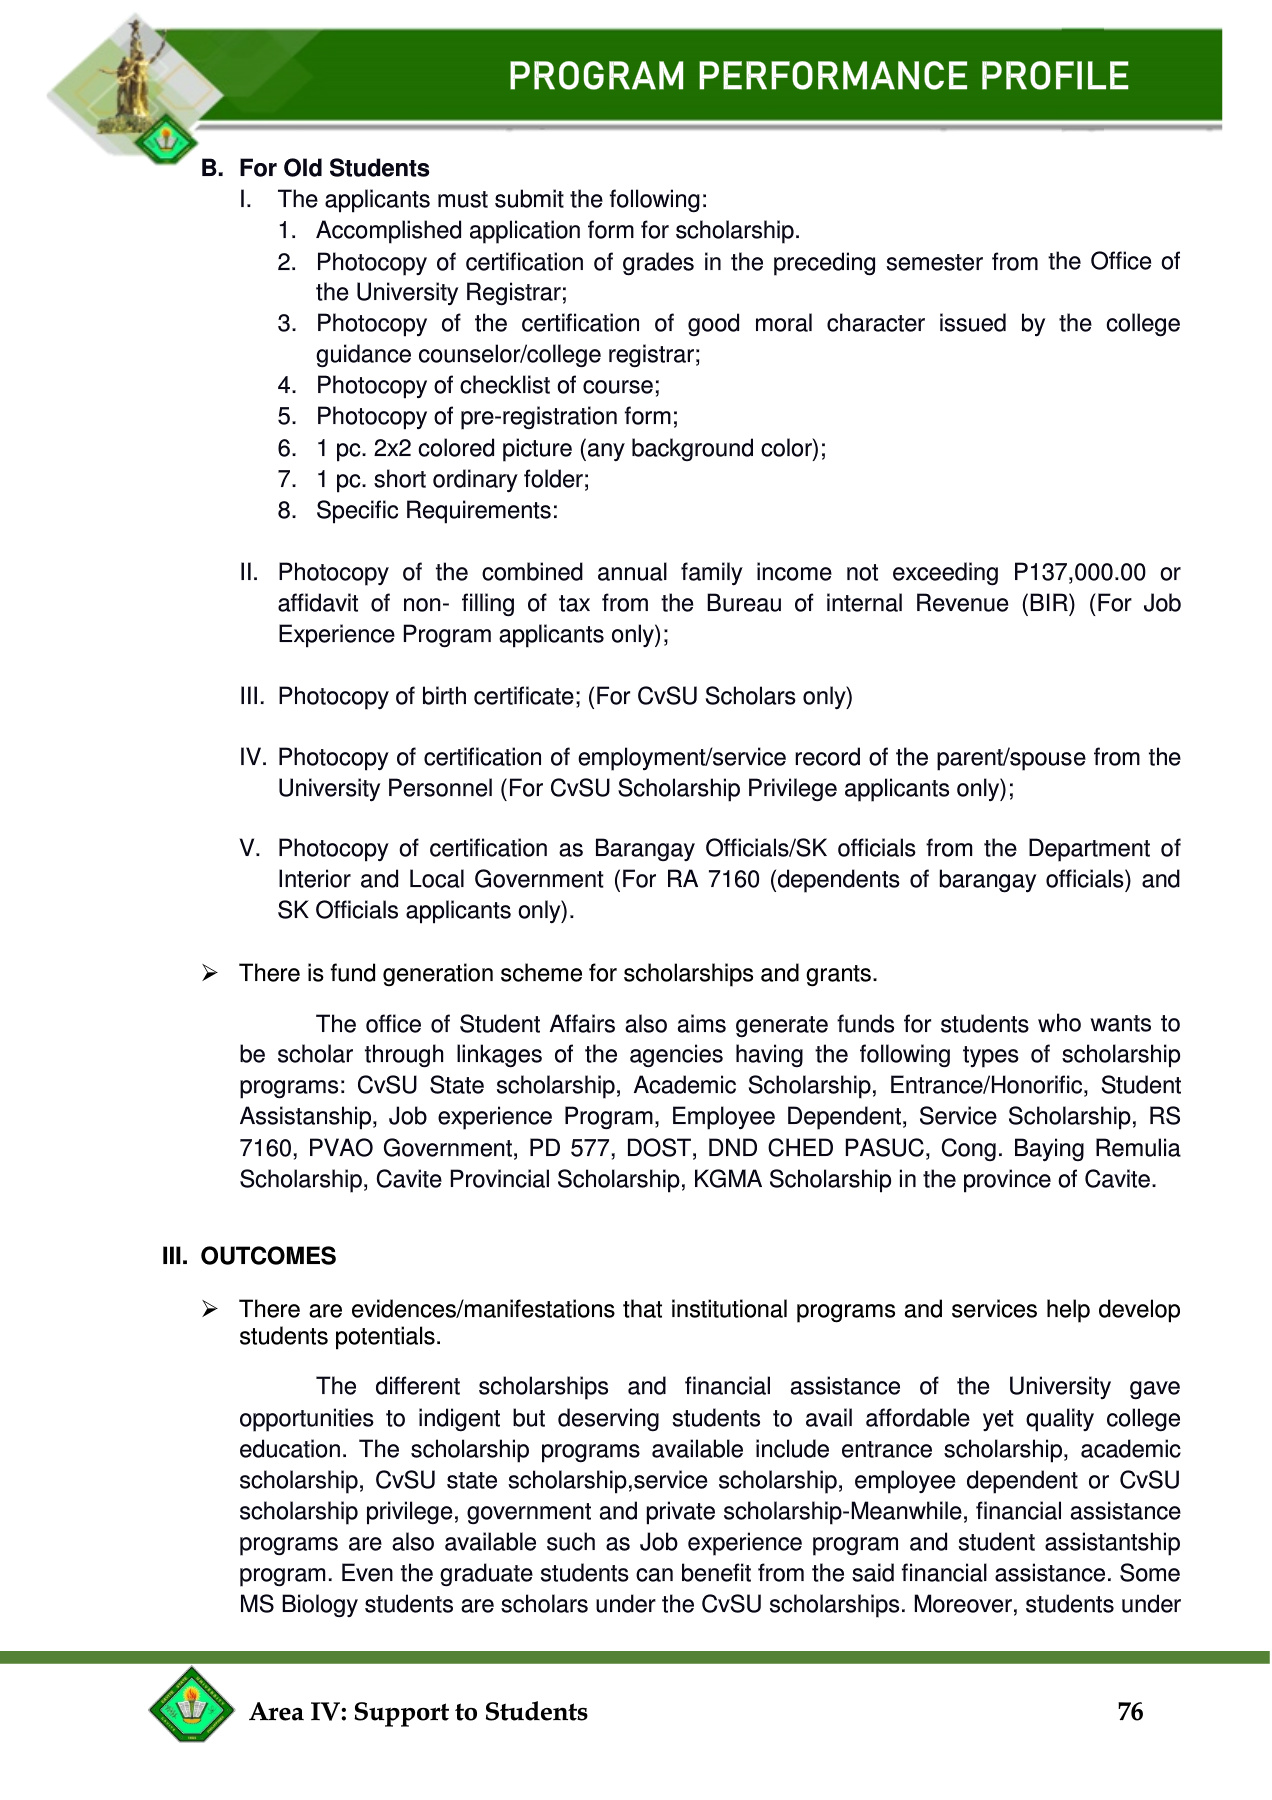 PROGRAM PERFORMANCE PROFILE
B. For Old Students
I. The applicants must submit the following:
1. Accomplished application form for scholarship.
2. Photocopy of certification of grades in the preceding semester from the Office of
the University Registrar;
3. Photocopy of the certification of good moral character issued by the college
guidance counselor/college registrar;
4. Photocopy of checklist of course;
5. Photocopy of pre-registration form;
6. 1 pc. 2x2 colored picture (any background color);
7. 1 pc. short ordinary folder;
8. Specific Requirements:
II. Photocopy of the combined annual family income not exceeding P137,000.00 or
affidavit of non- filling of tax from the Bureau of internal Revenue (BIR) (For Job
Experience Program applicants only);
III. Photocopy of birth certificate; (For CvSU Scholars only)
IV. Photocopy of certification of employment/service record of the parent/spouse from the
University Personnel (For CvSU Scholarship Privilege applicants only);
V. Photocopy of certification as Barangay Officials/SK officials from the Department of
Interior and Local Government (For RA 7160 (dependents of barangay officials) and
SK Officials applicants only).
➢ There is fund generation scheme for scholarships and grants.
The office of Student Affairs also aims generate funds for students who wants to
be scholar through linkages of the agencies having the following types of scholarship
programs: CvSU State scholarship, Academic Scholarship, Entrance/Honorific, Student
Assistanship, Job experience Program, Employee Dependent, Service Scholarship, RS
7160, PVAO Government, PD 577, DOST, DND CHED PASUC, Cong. Baying Remulia
Scholarship, Cavite Provincial Scholarship, KGMA Scholarship in the province of Cavite.
III. OUTCOMES
➢ There are evidences/manifestations that institutional programs and services help develop
students potentials.
The different scholarships and financial assistance of the University gave
opportunities to indigent but deserving students to avail affordable yet quality college
education. The scholarship programs available include entrance scholarship, academic
scholarship, CvSU state scholarship,service scholarship, employee dependent or CvSU
scholarship privilege, government and private scholarship-Meanwhile, financial assistance
programs are also available such as Job experience program and student assistantship
program. Even the graduate students can benefit from the said financial assistance. Some
MS Biology students are scholars under the CvSU scholarships. Moreover, students under
Area IV: Support to Students 76